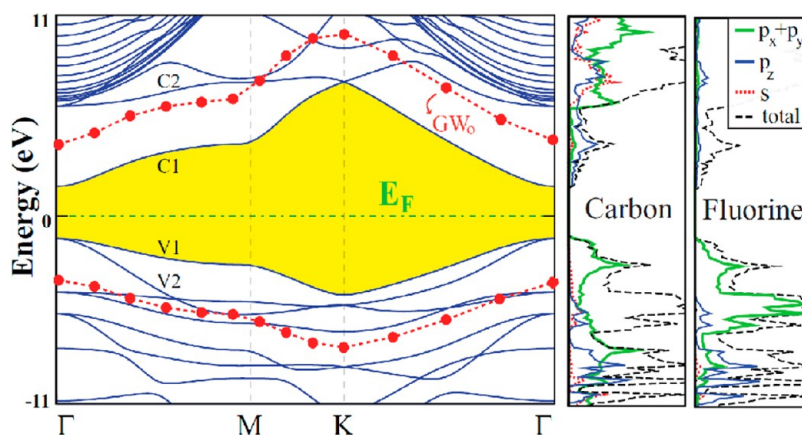 11
Energy (eV)
0
-11
C2
C1
E_F
V1
V2
GW₀
Γ
M
K
Γ
Carbon
Fluorine
p_x+p_y
p_z
s
total